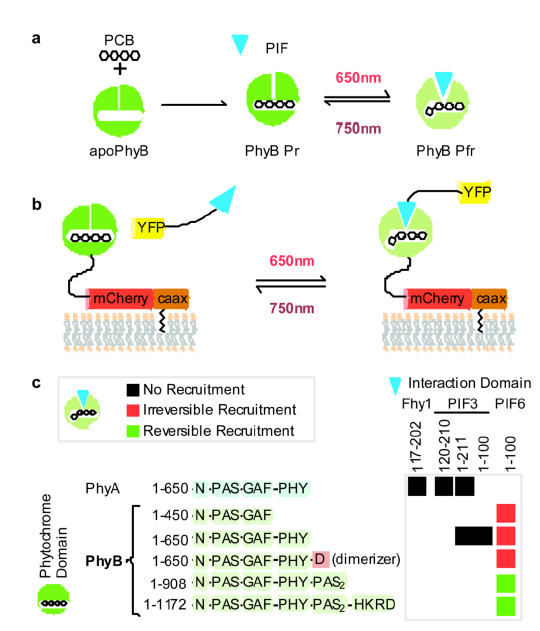 a
PCB
+
PIF
650nm
750nm
apoPhyB
PhyB Pr
PhyB Pfr
b
YFP
YFP
650nm
750nm
mCherry caax
mCherry caax
c
No Recruitment
Irreversible Recruitment
Reversible Recruitment
Interaction Domain
Fhy1 PIF3 PIF6
117-202
120-210
1-211
1-100
1-100
Phytochrome Domain
PhyA 1-650 N PAS GAF PHY
PhyB
1-450 N PAS GAF
1-650 N PAS GAF PHY
1-650 N PAS GAF PHY D (dimerizer)
1-908 N PAS GAF PHY PAS2
1-1172 N PAS GAF PHY PAS2 HKRD